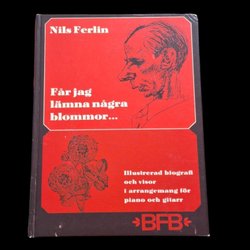 Nils Ferlin
Får jag
lämna några
blommor...
Illustrerad biografi
och visor
i arrangemang för
piano och gitarr
BFB